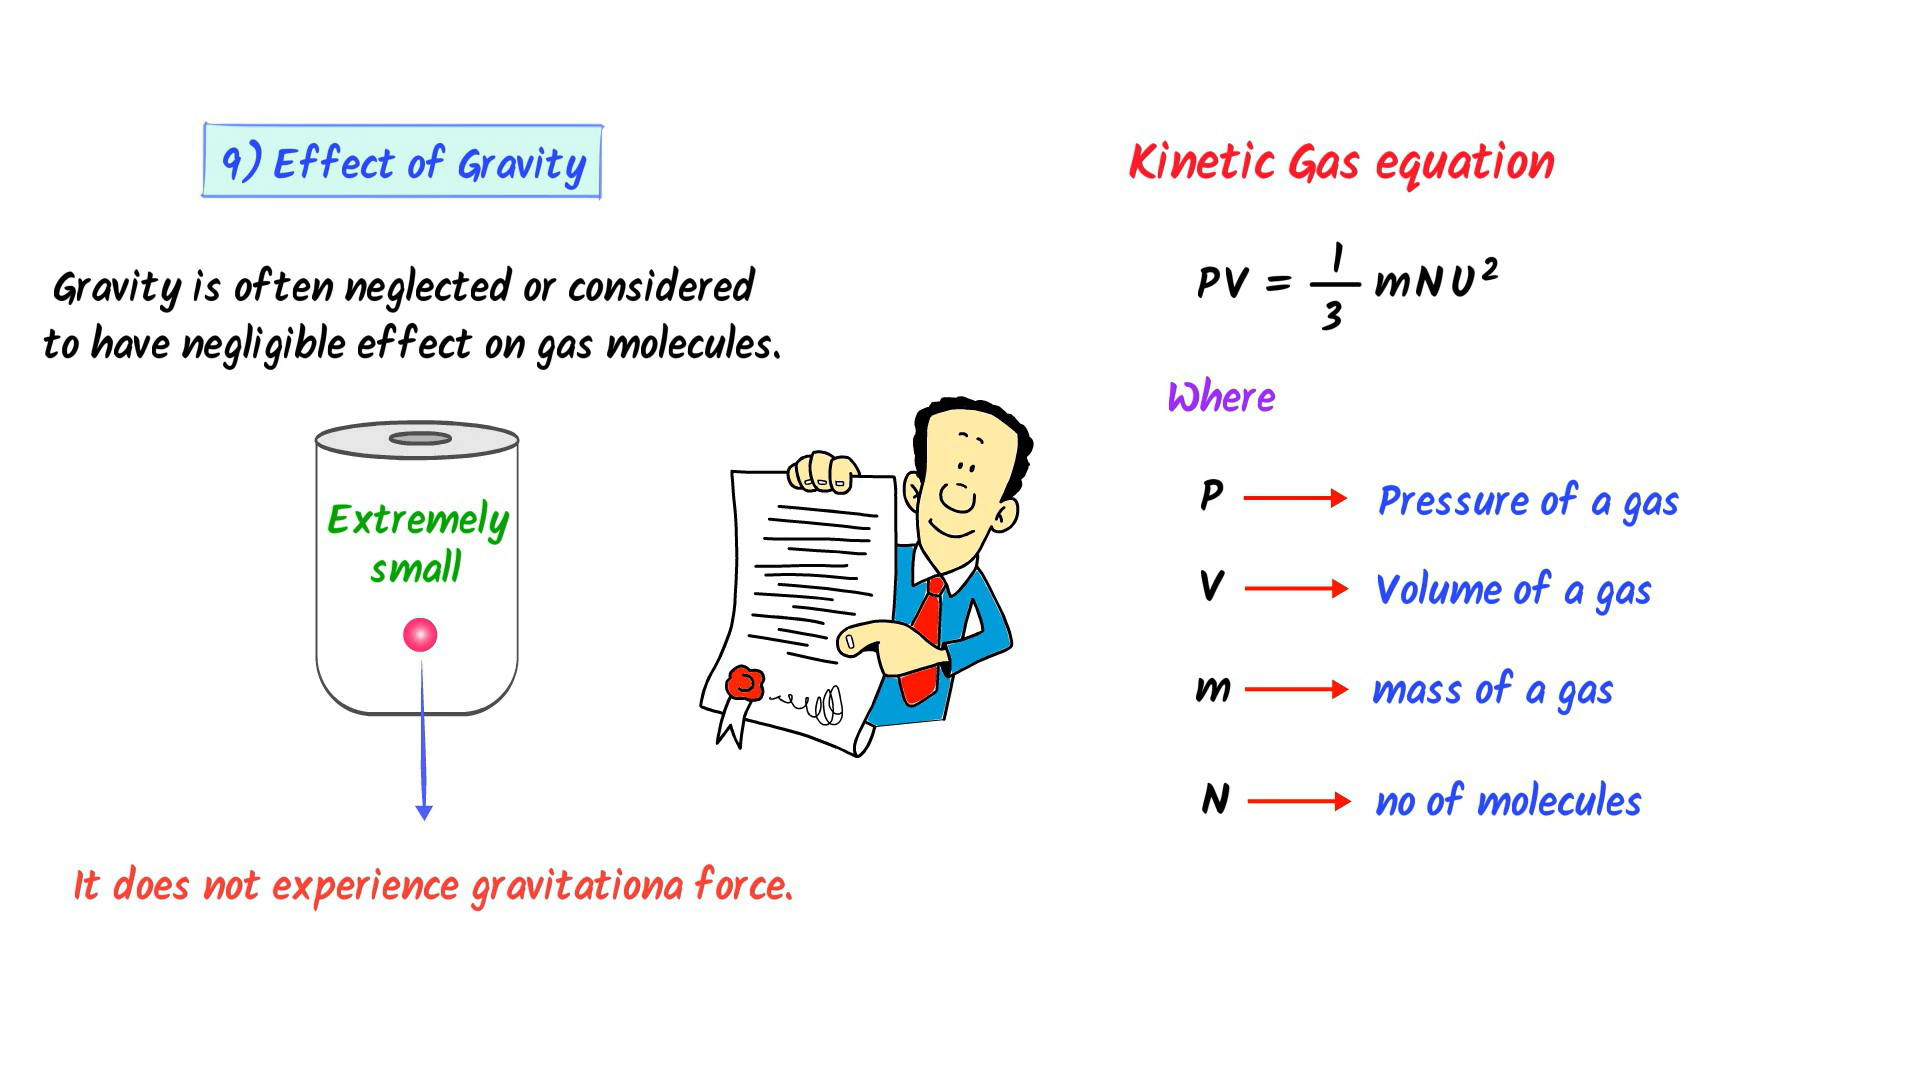 9) Effect of Gravity
Gravity is often neglected or considered
to have negligible effect on gas molecules.
Extremely
small
It does not experience gravitationa force.
Kinetic Gas equation
PV = 1/3 mNU²
Where
P → Pressure of a gas
V → Volume of a gas
m → mass of a gas
N → no of molecules